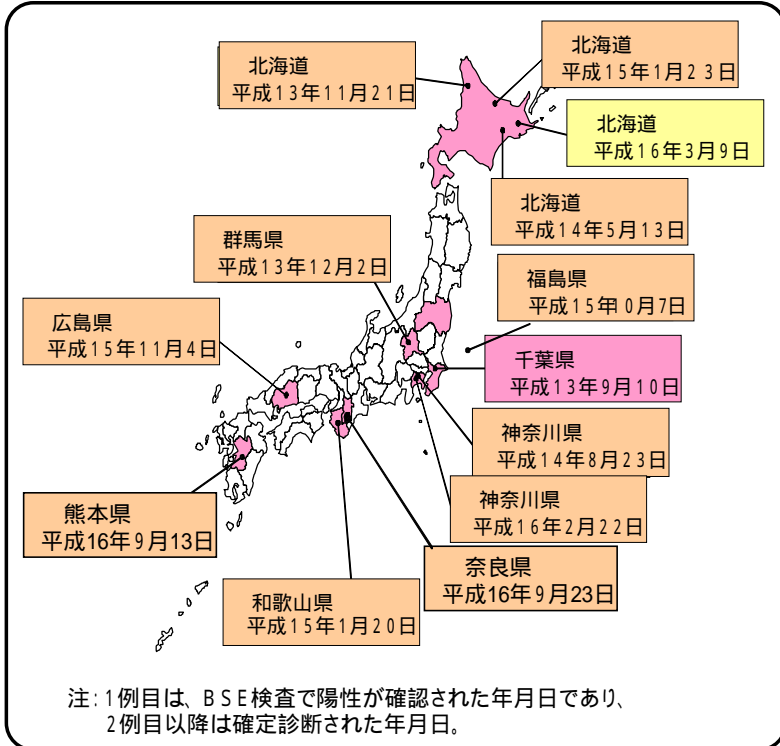 北海道
平成13年11月21日
北海道
平成15年1月23日
北海道
平成16年3月9日
北海道
平成14年5月13日
群馬県
平成13年12月2日
福島県
平成15年0月7日
広島県
平成15年11月4日
千葉県
平成13年9月10日
神奈川県
平成14年8月23日
神奈川県
平成16年2月22日
熊本県
平成16年9月13日
奈良県
平成16年9月23日
和歌山県
平成15年1月20日
注：1例目は、BSE検査で陽性が確認された年月日であり、
2例目以降は確定診断された年月日。